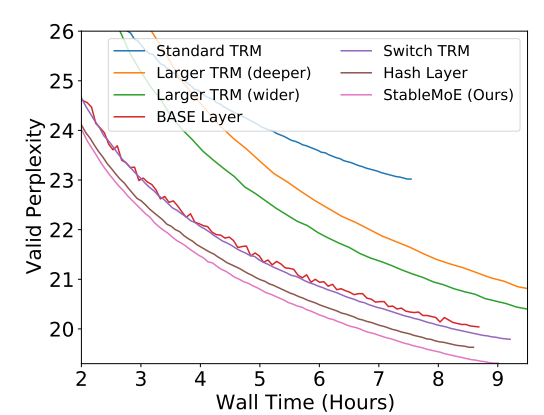 26
25
24
23
22
21
20
Valid Perplexity
Standard TRM
Larger TRM (deeper)
Larger TRM (wider)
BASE Layer
Switch TRM
Hash Layer
StableMoE (Ours)
2 3 4 5 6 7 8 9
Wall Time (Hours)